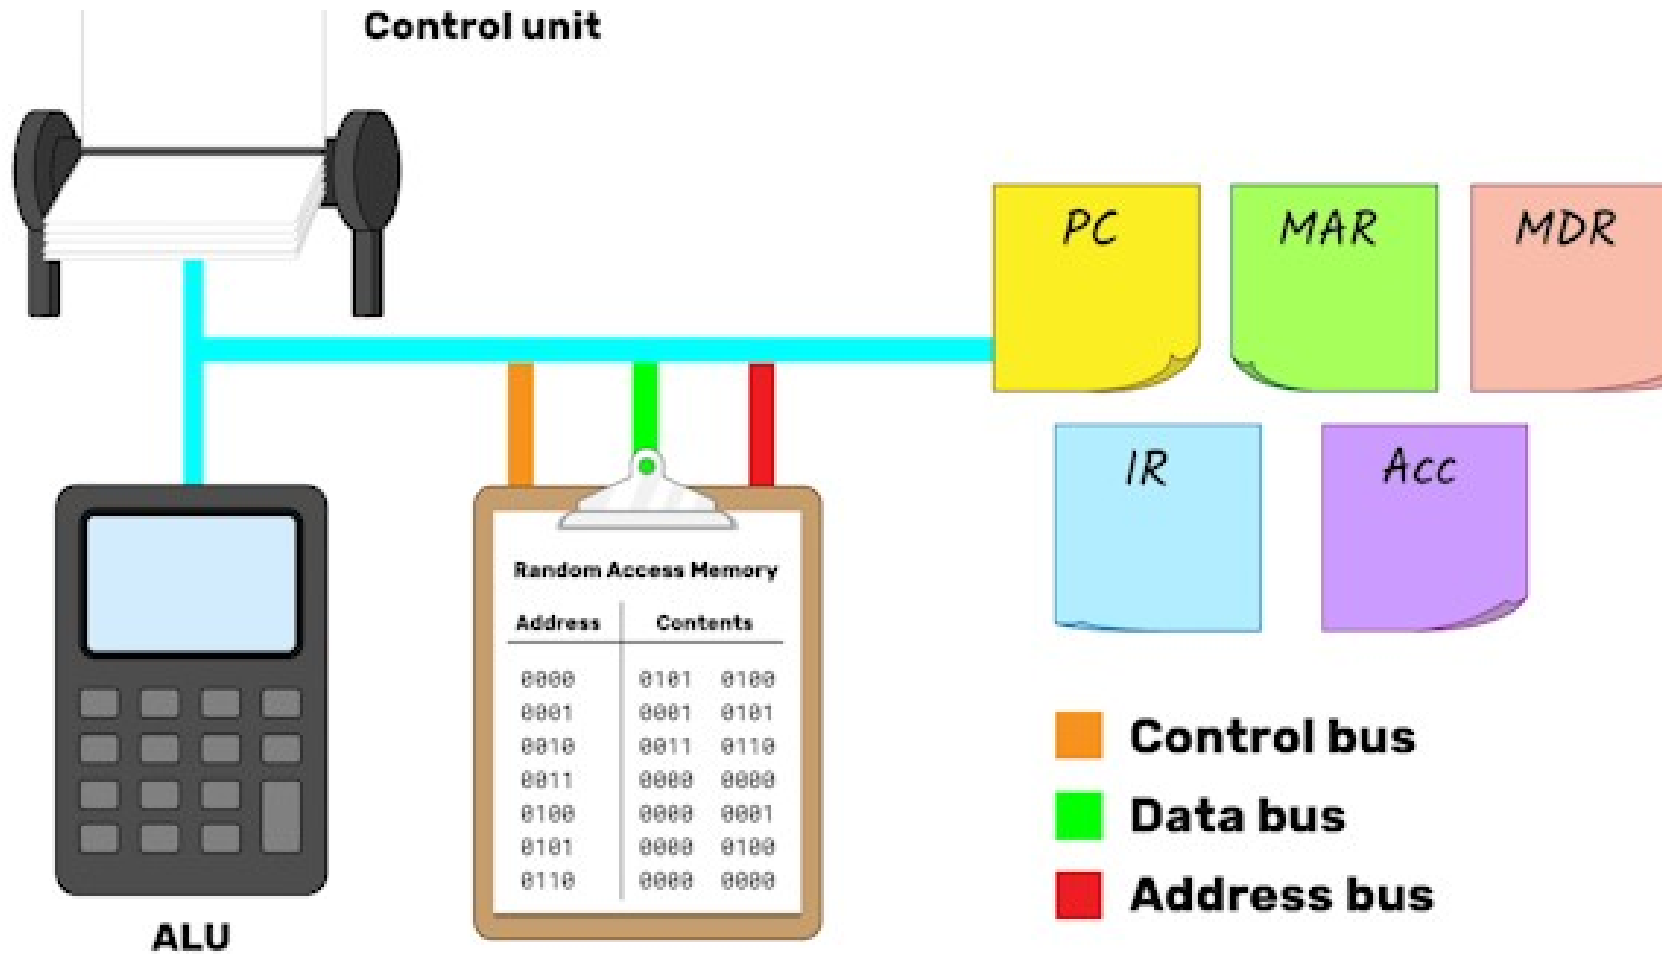 Control unit
PC
MAR
MDR
IR
Acc
Random Access Memory
Address Contents
0000 0101 0100
0001 0001 0101
0010 0011 0110
0011 0000 0000
0100 0000 0001
0101 0000 0100
0110 0000 0000
ALU
Control bus
Data bus
Address bus